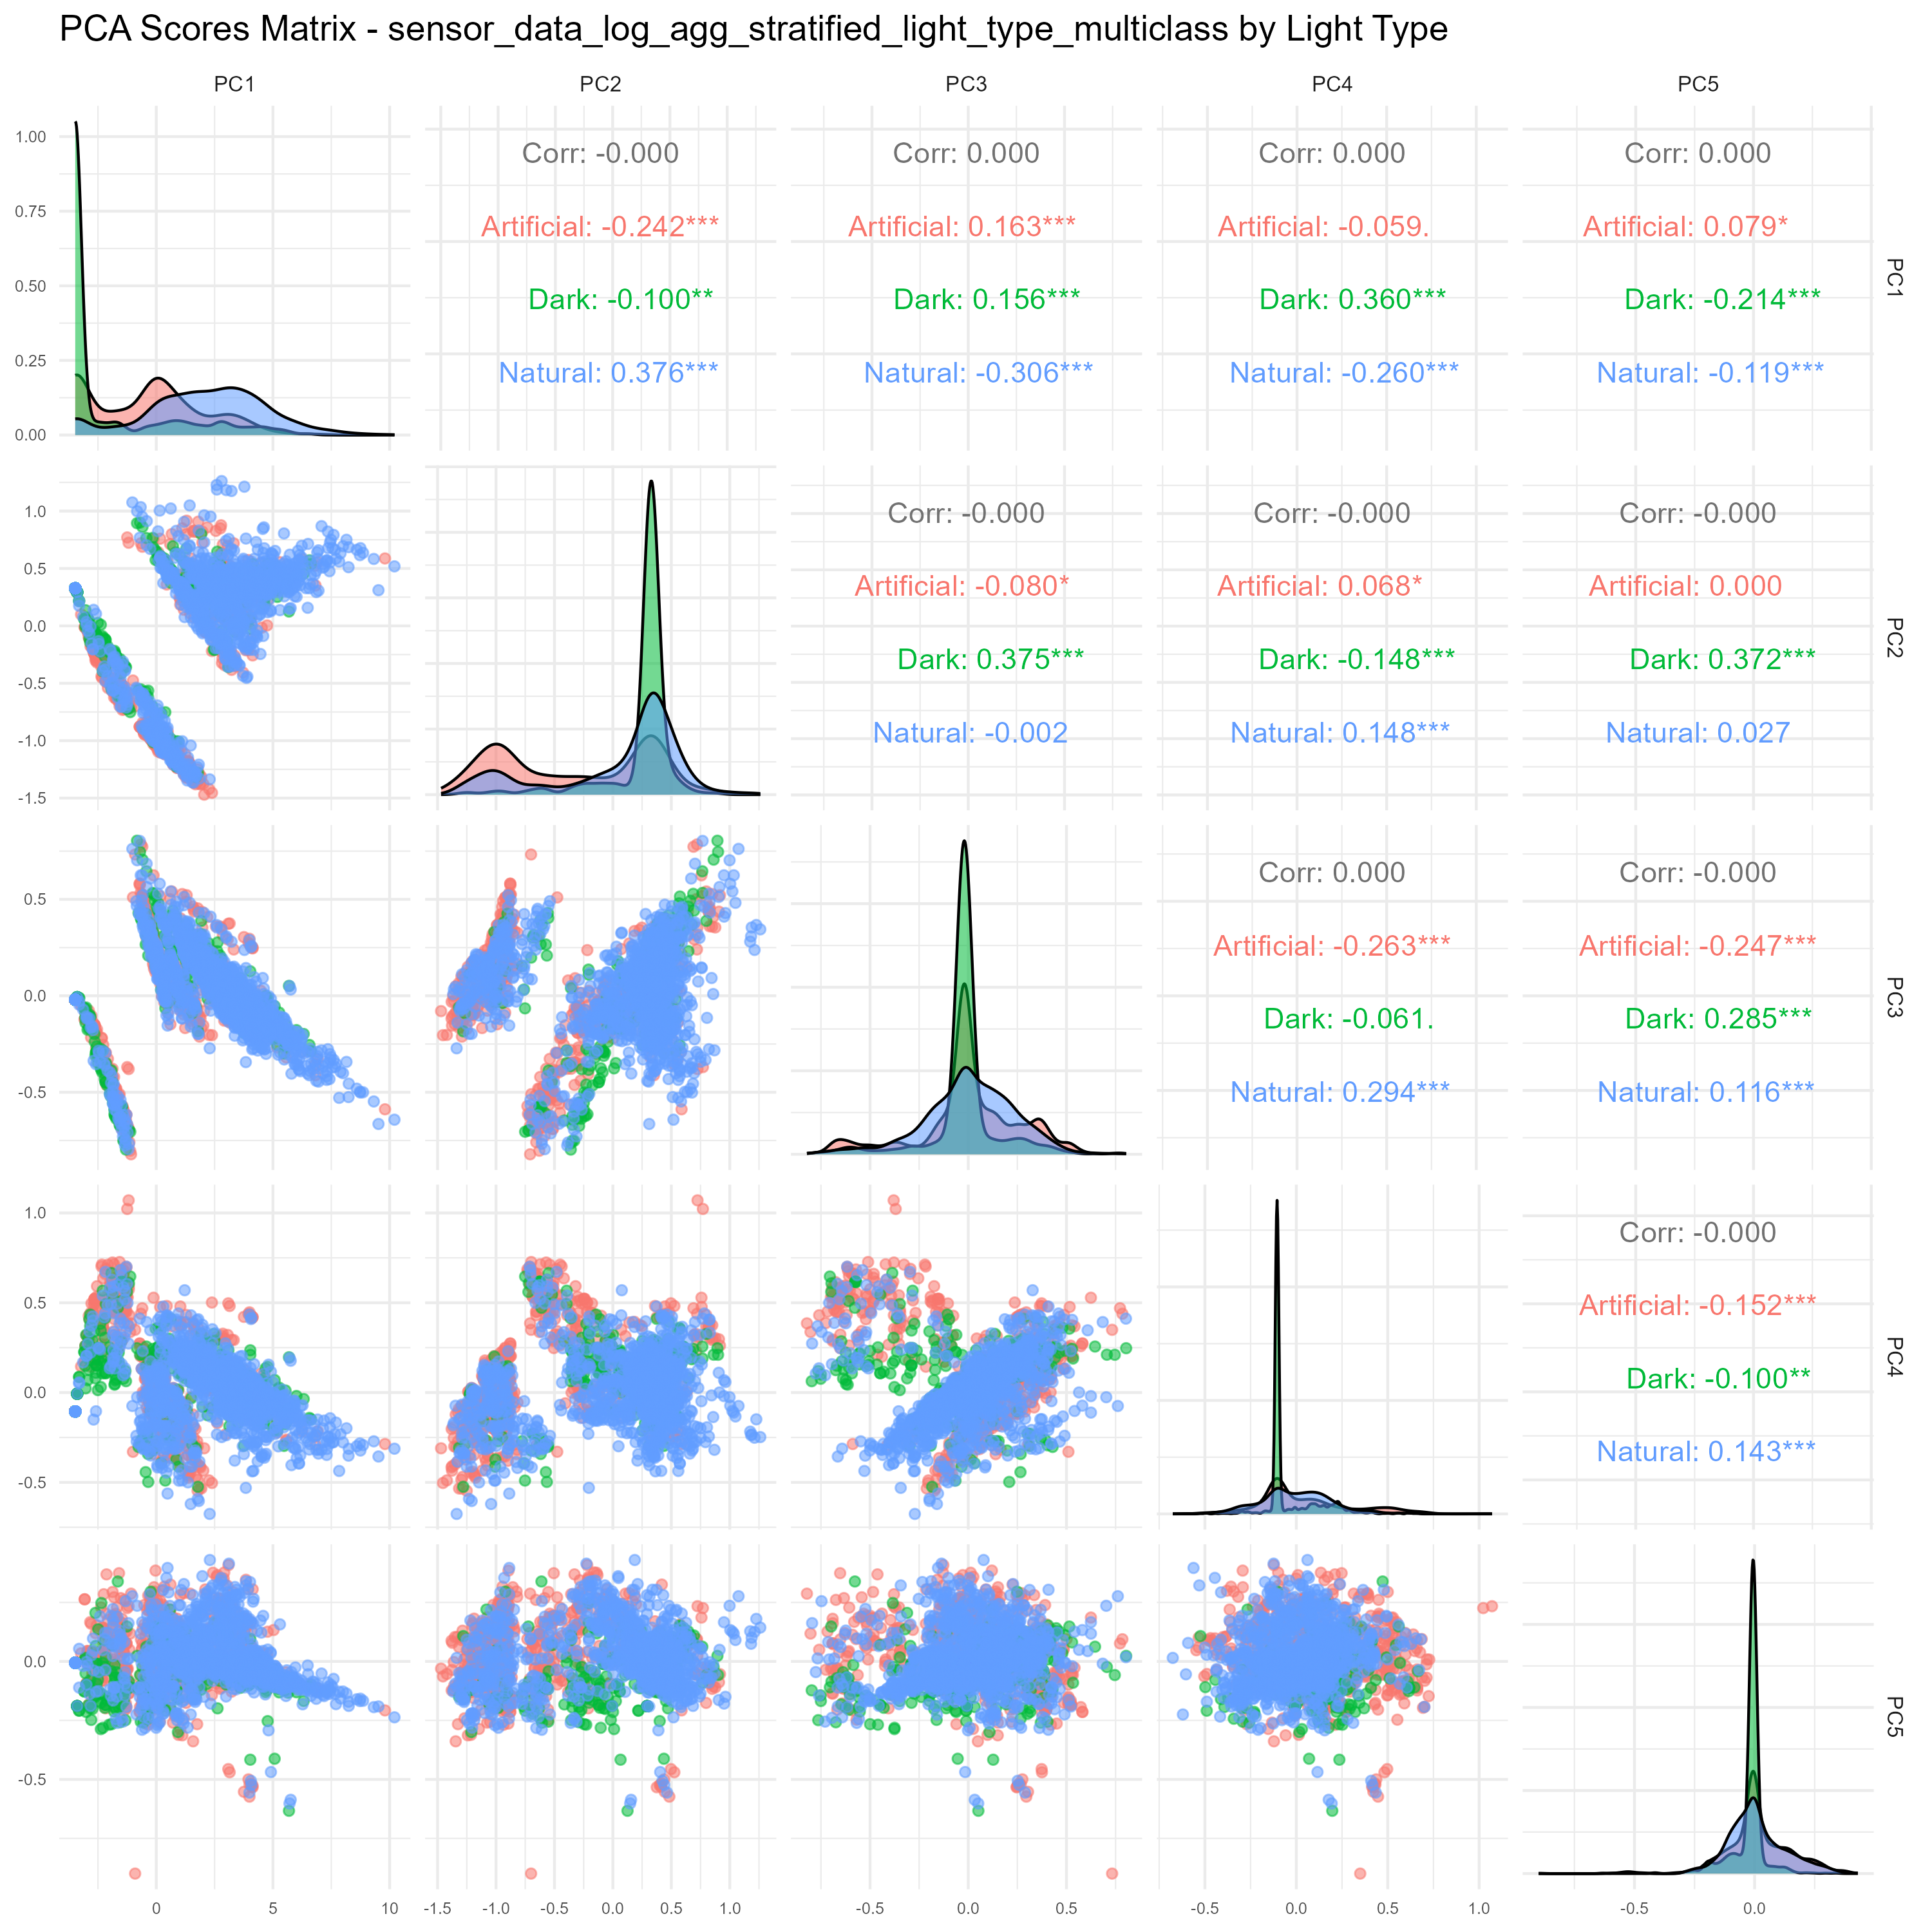 PCA Scores Matrix - sensor_data_log_agg_stratified_light_type_multiclass by Light Type
PC1 PC2 PC3 PC4 PC5
1.00
0.75
0.50
0.25
0.00
Corr: -0.000
Artificial: -0.242***
Dark: -0.100**
Natural: 0.376***
Corr: 0.000
Artificial: 0.163***
Dark: 0.156***
Natural: -0.306***
Corr: 0.000
Artificial: -0.059.
Dark: 0.360***
Natural: -0.260***
Corr: 0.000
Artificial: 0.079*
Dark: -0.214***
Natural: -0.119***
PC1
1.0
0.5
0.0
-0.5
-1.0
-1.5
Corr: -0.000
Artificial: -0.080*
Dark: 0.375***
Natural: -0.002
Corr: -0.000
Artificial: 0.068*
Dark: -0.148***
Natural: 0.148***
Corr: -0.000
Artificial: 0.000
Dark: 0.372***
Natural: 0.027
PC2
0.5
0.0
-0.5
Corr: 0.000
Artificial: -0.263***
Dark: -0.061.
Natural: 0.294***
Corr: -0.000
Artificial: -0.247***
Dark: 0.285***
Natural: 0.116***
PC3
1.0
0.5
0.0
-0.5
Corr: -0.000
Artificial: -0.152***
Dark: -0.100**
Natural: 0.143***
PC4
0.0
-0.5
PC5
0 5 10
-1.5 -1.0 -0.5 0.0 0.5 1.0
-0.5 0.0 0.5
-0.5 0.0 0.5 1.0
-0.5 0.0